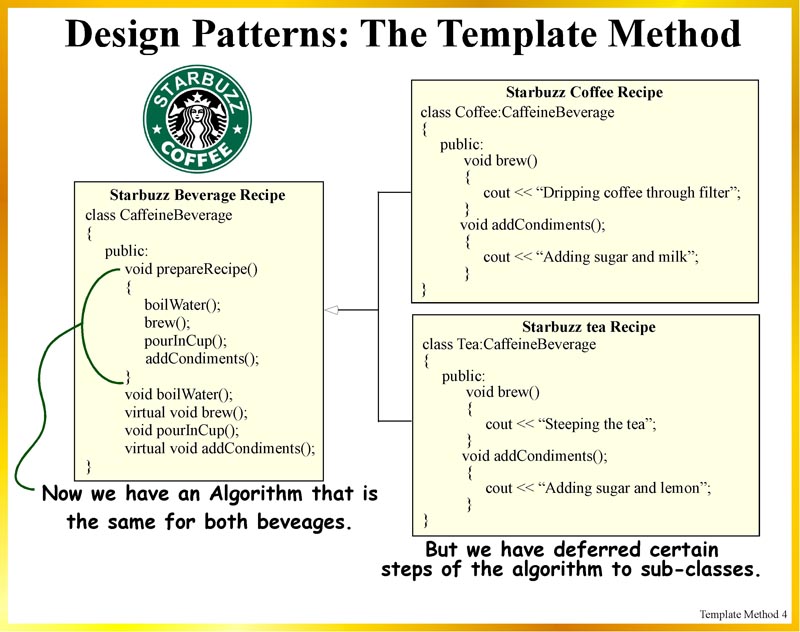 Design Patterns: The Template Method
STARBUZZ
COFFEE
Starbuzz Beverage Recipe
class CaffeineBeverage
{
public:
void prepareRecipe()
{
boilWater();
brew();
pourInCup();
addCondiments();
}
void boilWater();
virtual void brew();
void pourInCup();
virtual void addCondiments();
}
Now we have an Algorithm that is
the same for both beveages.
Starbuzz Coffee Recipe
class Coffee:CaffeineBeverage
{
public:
void brew()
{
cout << “Dripping coffee through filter”;
}
void addCondiments();
{
cout << “Adding sugar and milk”;
}
}
Starbuzz tea Recipe
class Tea:CaffeineBeverage
{
public:
void brew()
{
cout << “Steeping the tea”;
}
void addCondiments();
{
cout << “Adding sugar and lemon”;
}
}
But we have deferred certain
steps of the algorithm to sub-classes.
Template Method 4